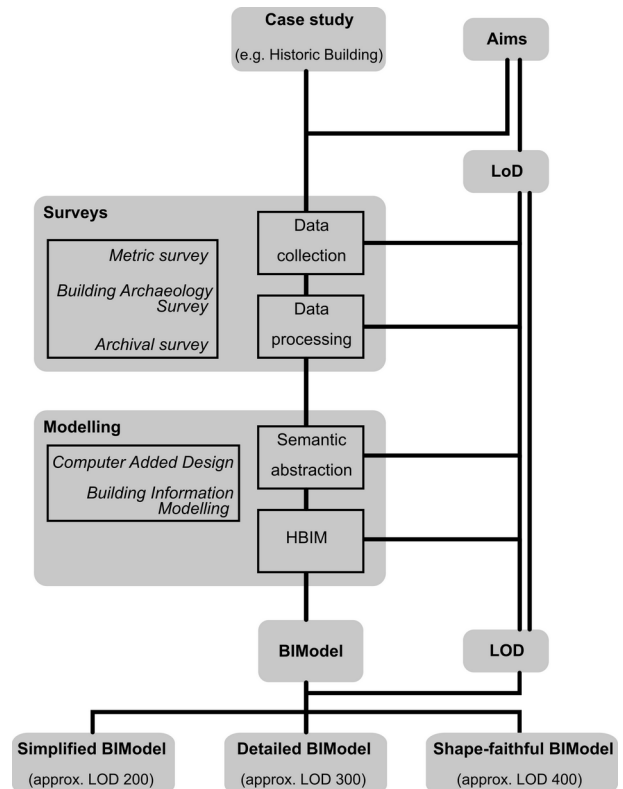 Case study
(e.g. Historic Building)
Aims
LoD
Surveys
Metric survey
Building Archaeology
Survey
Archival survey
Data
collection
Data
processing
Modelling
Computer Added Design
Building Information
Modelling
Semantic
abstraction
HBIM
BIModel
LOD
Simplified BIModel
(approx. LOD 200)
Detailed BIModel
(approx. LOD 300)
Shape-faithful BIModel
(approx. LOD 400)